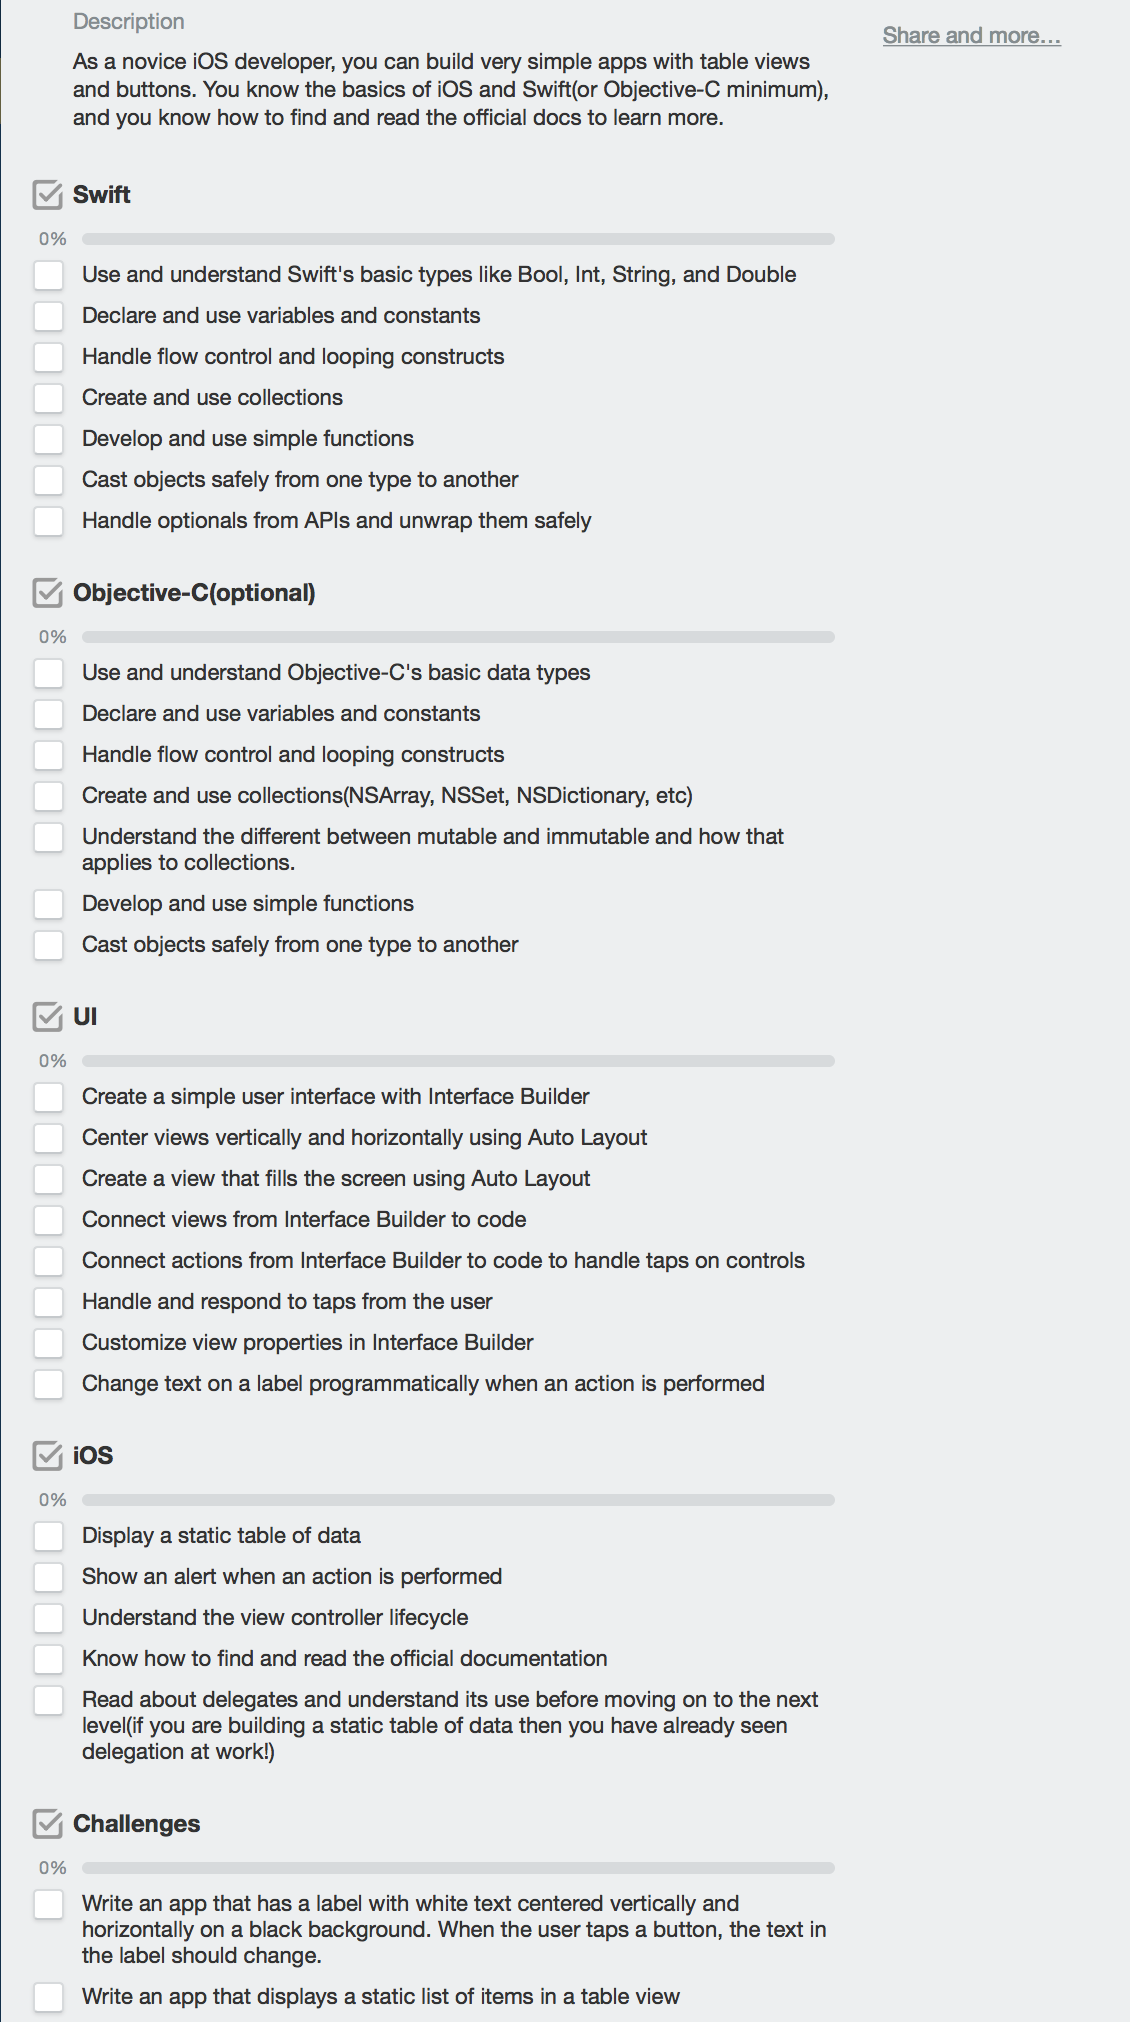 Description
Share and more...
As a novice iOS developer, you can build very simple apps with table views
and buttons. You know the basics of iOS and Swift(or Objective-C minimum),
and you know how to find and read the official docs to learn more.
Swift
0%
Use and understand Swift's basic types like Bool, Int, String, and Double
Declare and use variables and constants
Handle flow control and looping constructs
Create and use collections
Develop and use simple functions
Cast objects safely from one type to another
Handle optionals from APIs and unwrap them safely
Objective-C(optional)
0%
Use and understand Objective-C's basic data types
Declare and use variables and constants
Handle flow control and looping constructs
Create and use collections(NSArray, NSSet, NSDictionary, etc)
Understand the different between mutable and immutable and how that
applies to collections.
Develop and use simple functions
Cast objects safely from one type to another
UI
0%
Create a simple user interface with Interface Builder
Center views vertically and horizontally using Auto Layout
Create a view that fills the screen using Auto Layout
Connect views from Interface Builder to code
Connect actions from Interface Builder to code to handle taps on controls
Handle and respond to taps from the user
Customize view properties in Interface Builder
Change text on a label programmatically when an action is performed
iOS
0%
Display a static table of data
Show an alert when an action is performed
Understand the view controller lifecycle
Know how to find and read the official documentation
Read about delegates and understand its use before moving on to the next
level(if you are building a static table of data then you have already seen
delegation at work!)
Challenges
0%
Write an app that has a label with white text centered vertically and
horizontally on a black background. When the user taps a button, the text in
the label should change.
Write an app that displays a static list of items in a table view